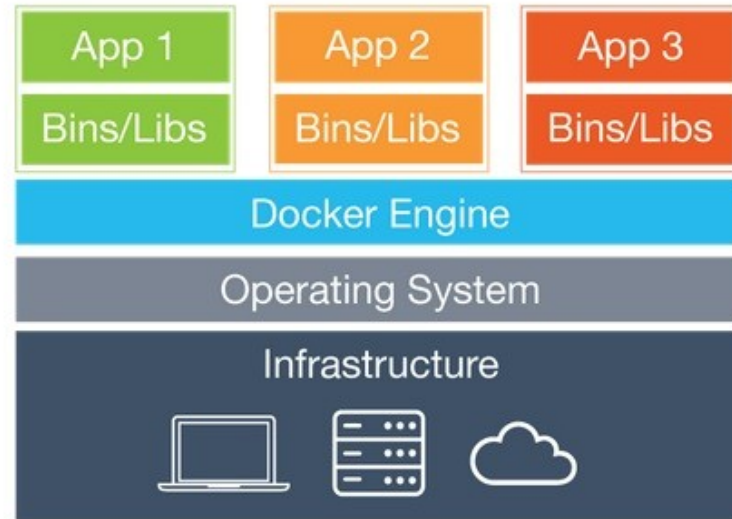 App 1
App 2
App 3
Bins/Libs
Bins/Libs
Bins/Libs
Docker Engine
Operating System
Infrastructure